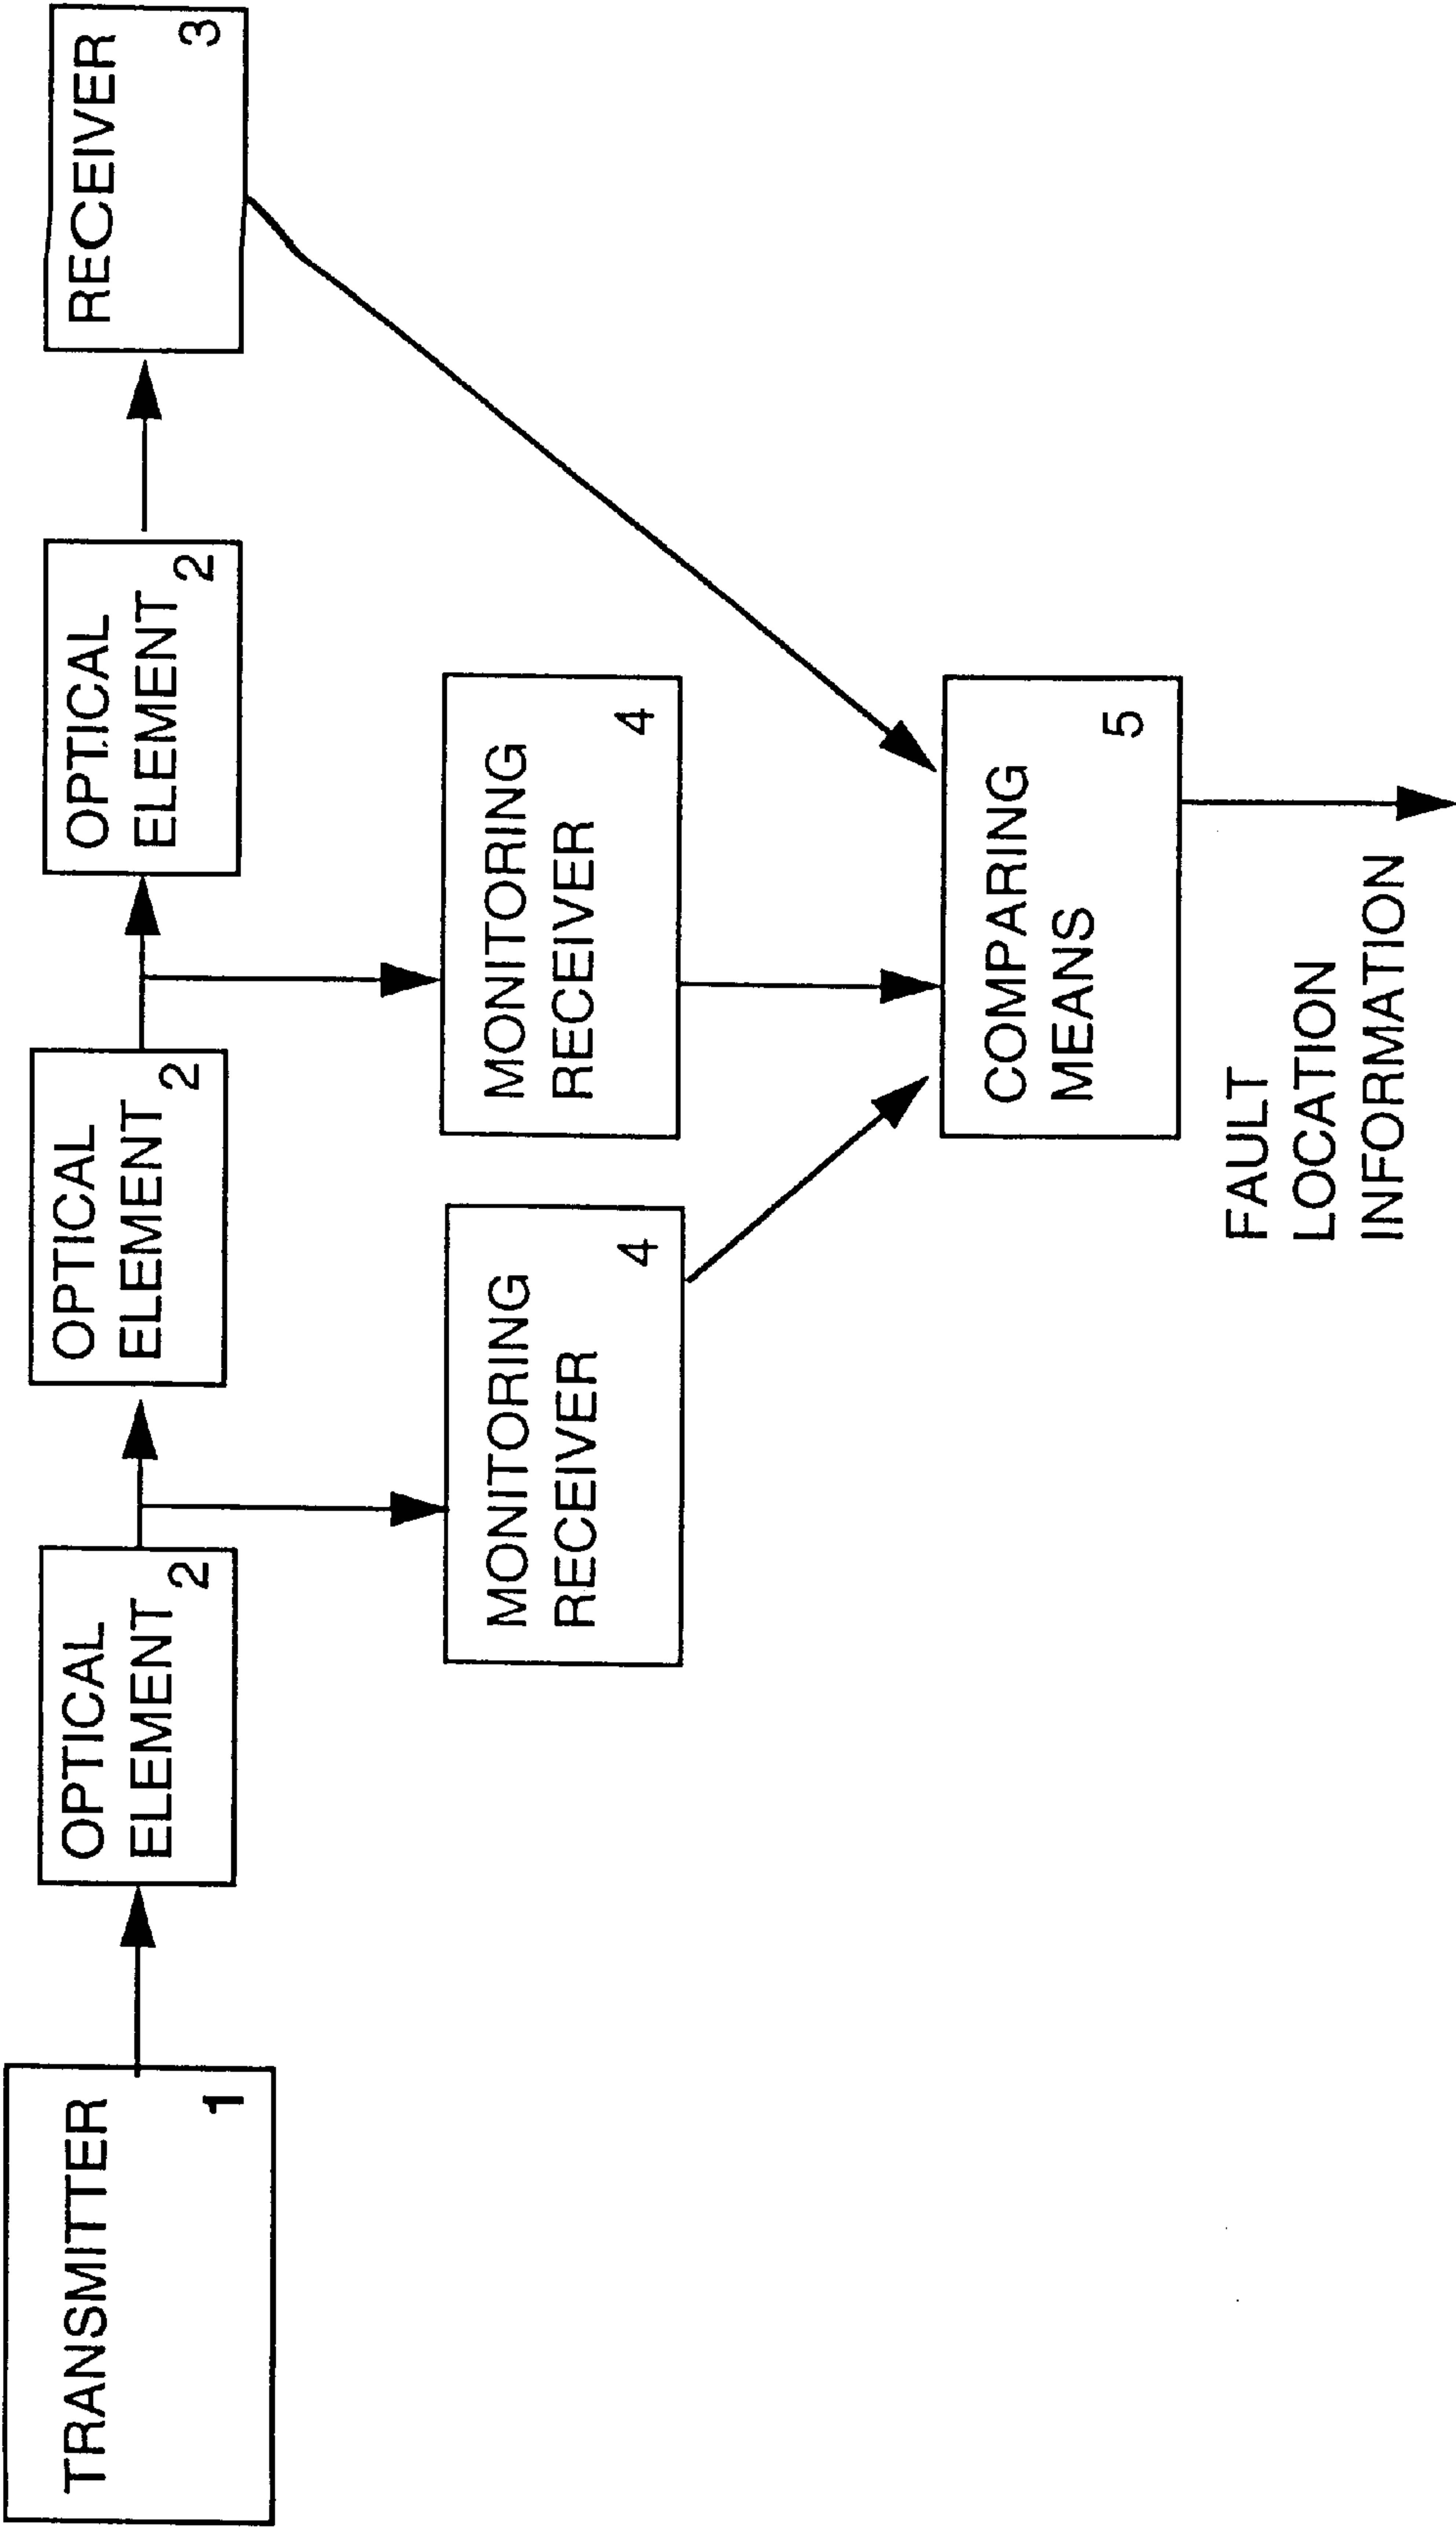 TRANSMITTER
1
OPTICAL
ELEMENT
2
OPTICAL
ELEMENT
2
OPTICAL
ELEMENT
2
RECEIVER
3
MONITORING
RECEIVER
4
MONITORING
RECEIVER
4
COMPARING
MEANS
5
FAULT
LOCATION
INFORMATION